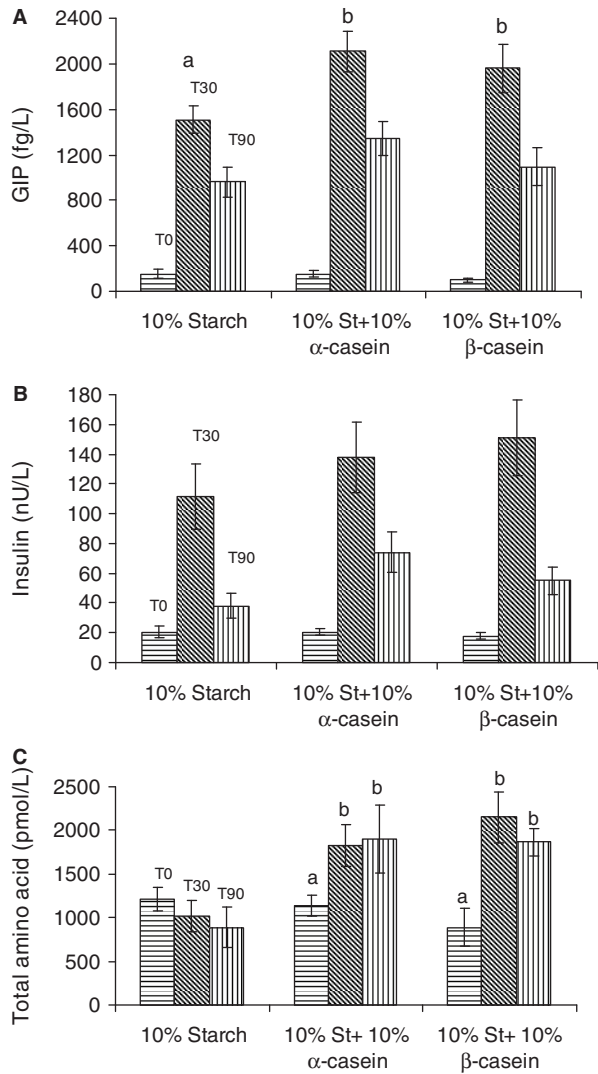 A
GIP (fg/L)
2400
2000
1600
1200
800
400
0
T0
a
T30
T90
b
b
10% Starch
10% St+10%
α-casein
10% St+10%
β-casein
B
Insulin (nU/L)
180
160
140
120
100
80
60
40
20
0
T0
T30
T90
10% Starch
10% St+10%
α-casein
10% St+10%
β-casein
C
Total amino acid (pmol/L)
2500
2000
1500
1000
500
0
T0
T30
T90
a
b
b
a
b
b
10% Starch
10% St+ 10%
α-casein
10% St+ 10%
β-casein